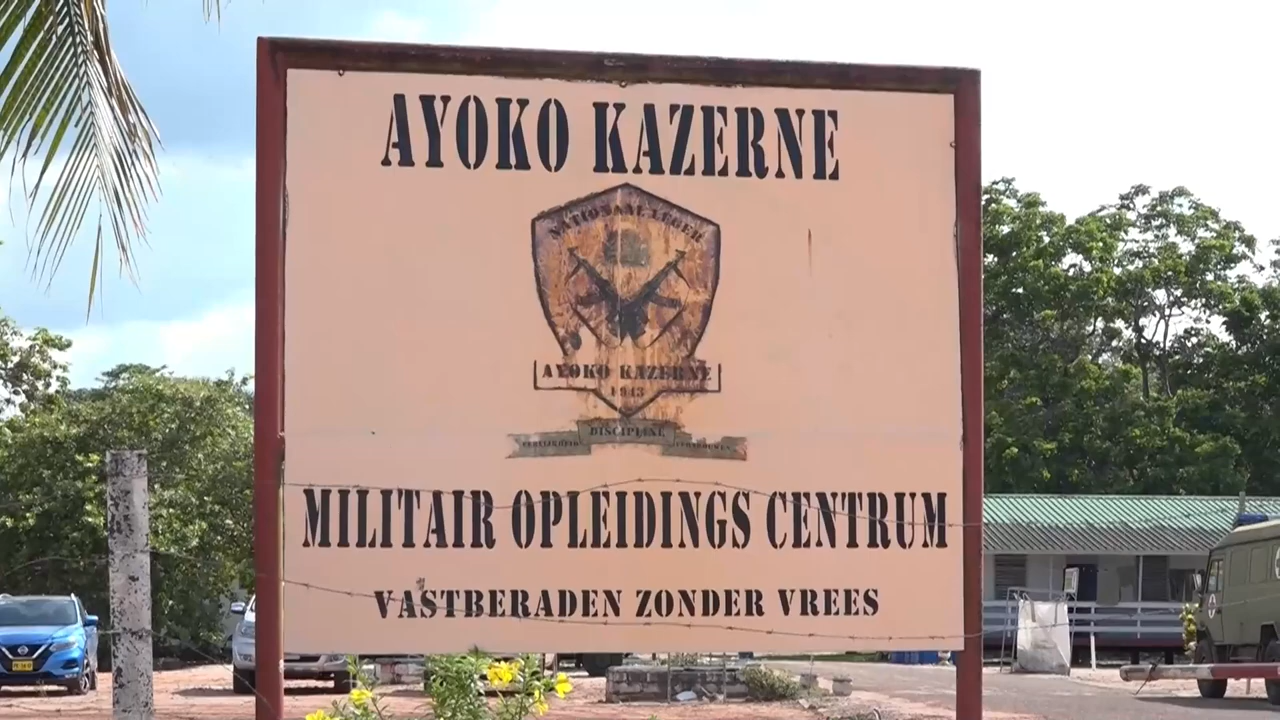 AYOKO KAZERNE
NATIONAAL LEGER
AYOKO KAZERNE
1943
DISCIPLINE
MILITAIR OPLEIDINGS CENTRUM
VASTBERADEN ZONDER VREES